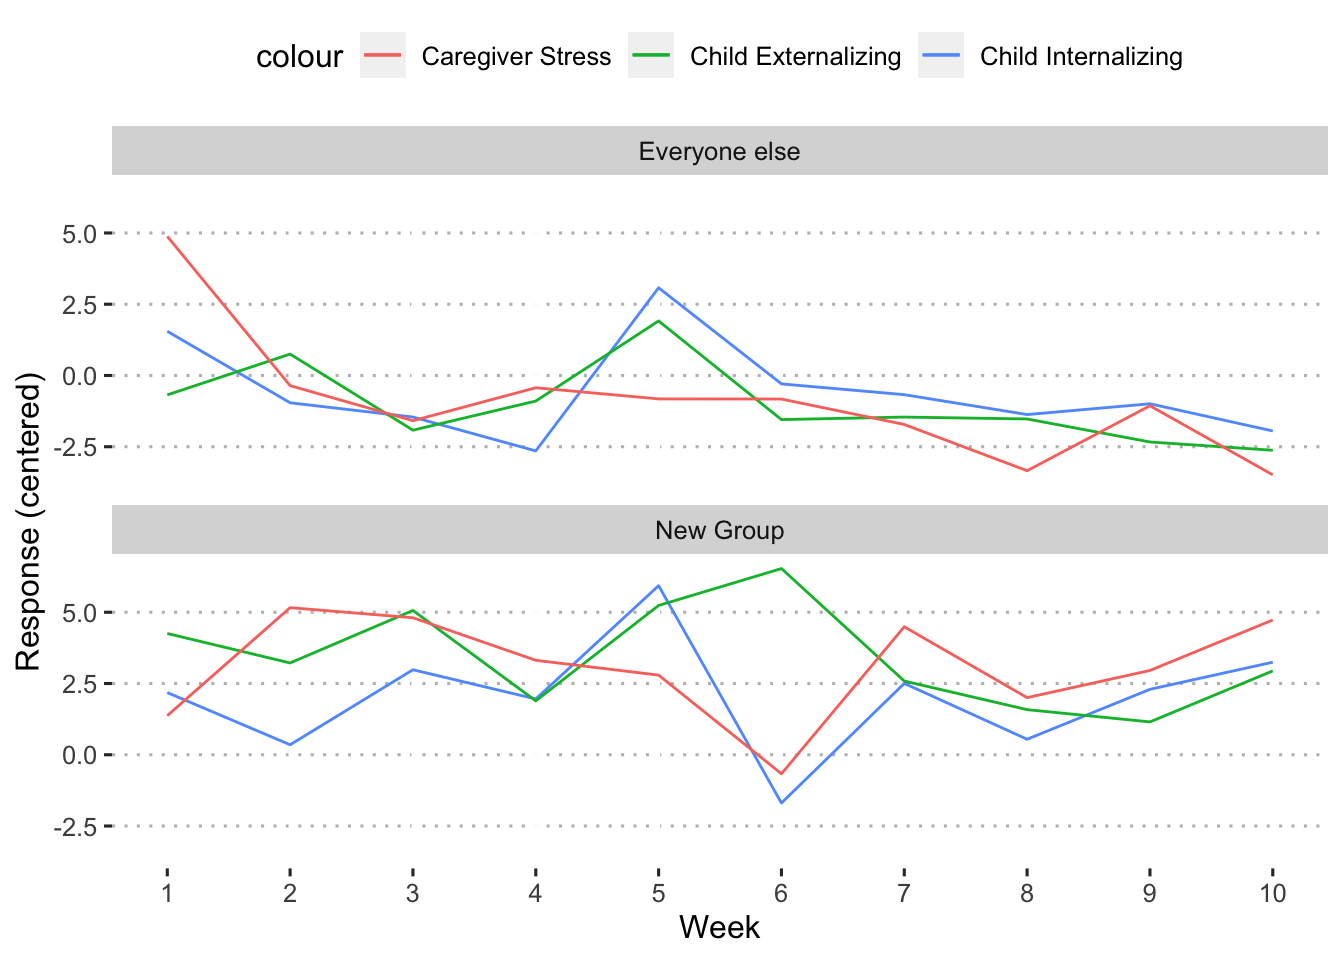 colour Caregiver Stress Child Externalizing Child Internalizing
Everyone else
5.0
2.5
0.0
-2.5
Response (centered)
New Group
5.0
2.5
0.0
-2.5
1 2 3 4 5 6 7 8 9 10
Week